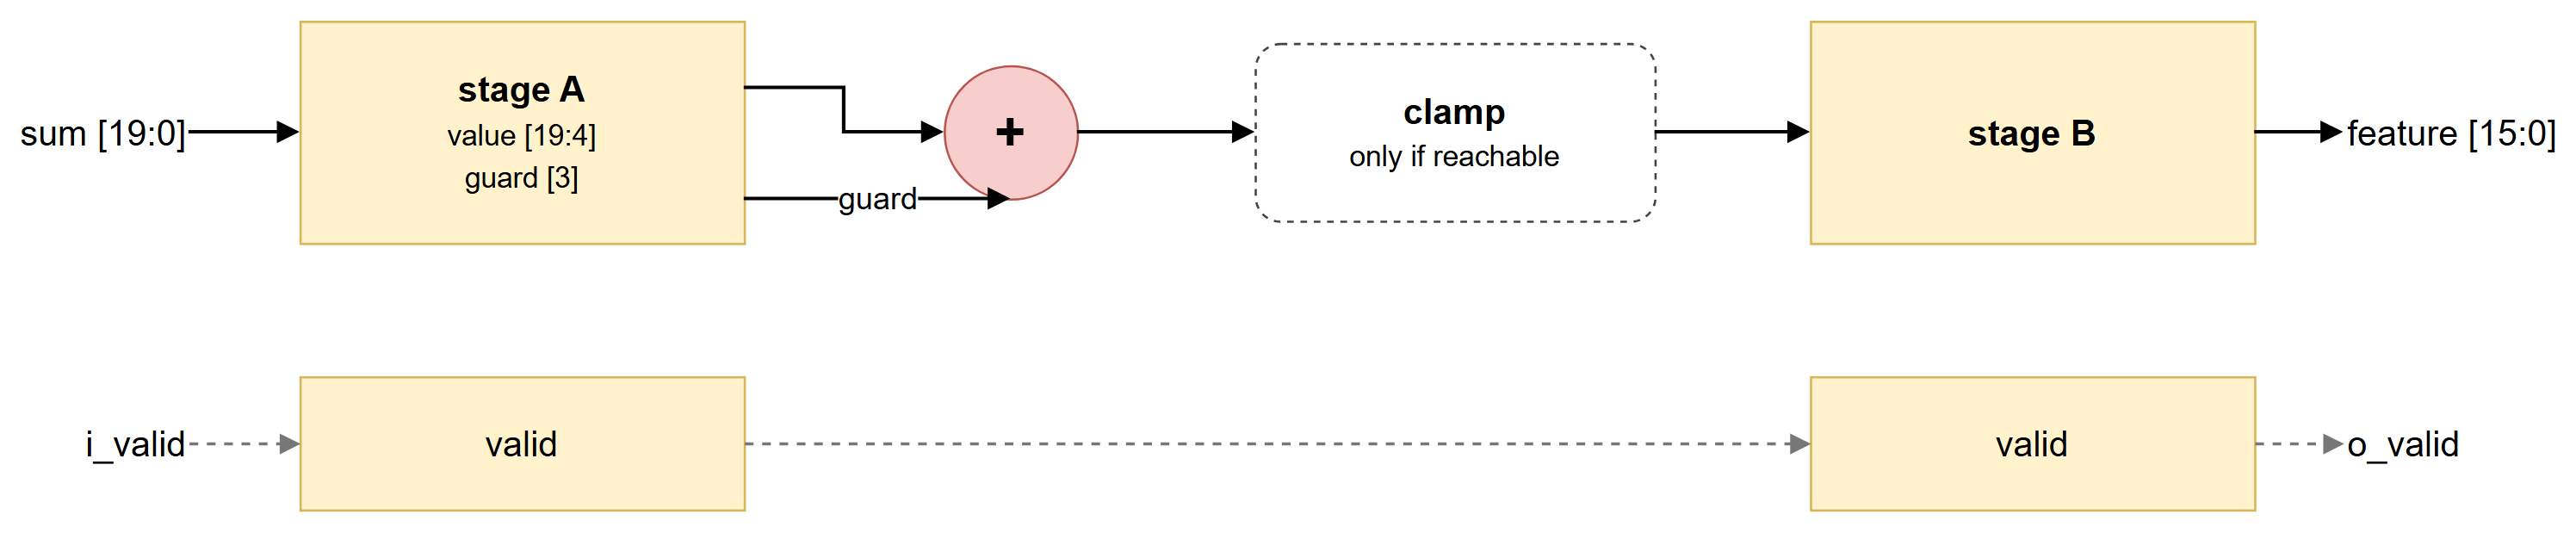 sum [19:0]
stage A
value [19:4]
guard [3]
guard
+
clamp
only if reachable
stage B
feature [15:0]
i_valid
valid
valid
o_valid